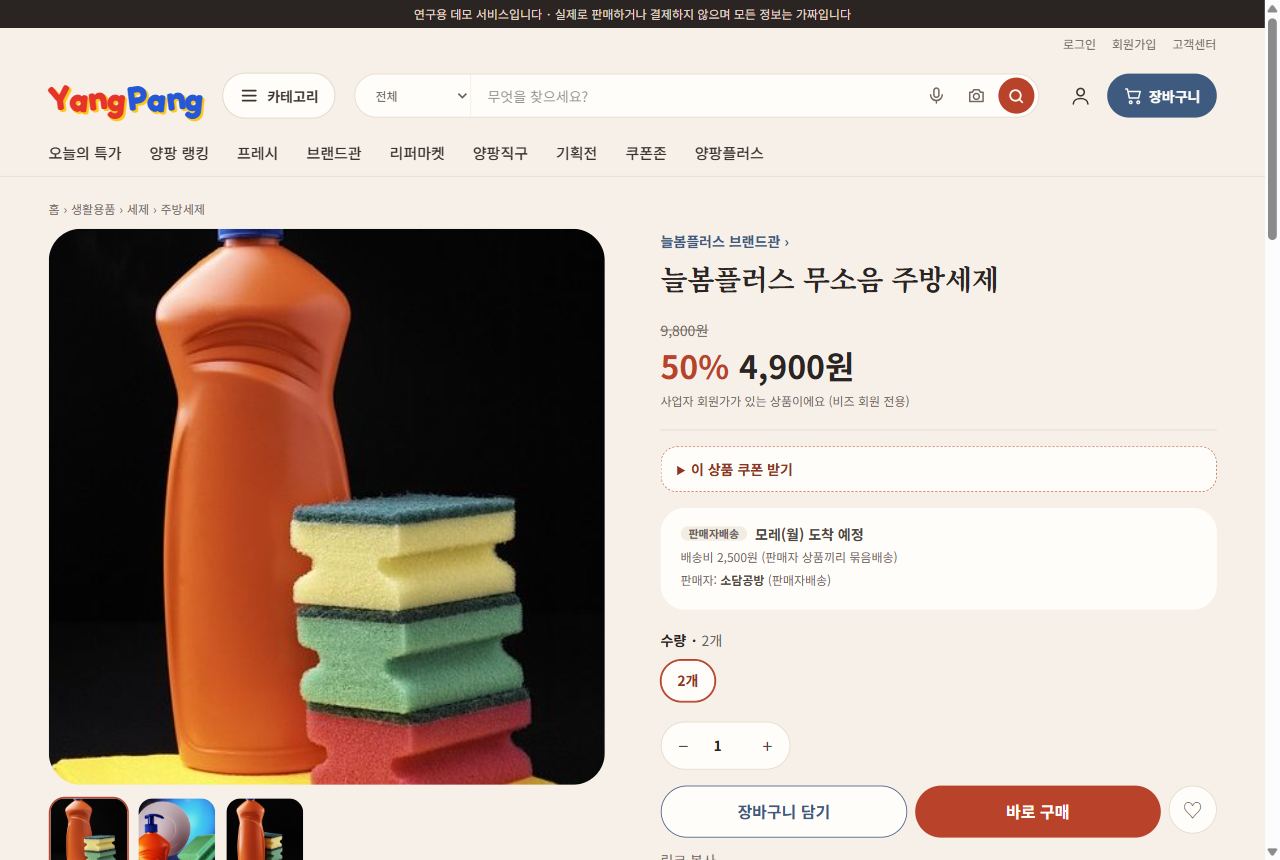 연구용 데모 서비스입니다 · 실제로 판매하거나 결제하지 않으며 모든 정보는 가짜입니다
로그인 회원가입 고객센터
YangPang 카테고리 전체 무엇을 찾으세요? 장바구니
오늘의 특가 양팡 랭킹 프레시 브랜드관 리퍼마켓 양팡직구 기획전 쿠폰존 양팡플러스
홈 › 생활용품 › 세제 › 주방세제
늘봄플러스 브랜드관 ›
늘봄플러스 무소음 주방세제
9,800원
50% 4,900원
사업자 회원가가 있는 상품이에요 (비즈 회원 전용)
▶ 이 상품 쿠폰 받기
판매자배송 모레(월) 도착 예정
배송비 2,500원 (판매자 상품끼리 묶음배송)
판매자: 소담공방 (판매자배송)
수량 · 2개
2개
− 1 +
장바구니 담기 바로 구매 ♡
링크 복사